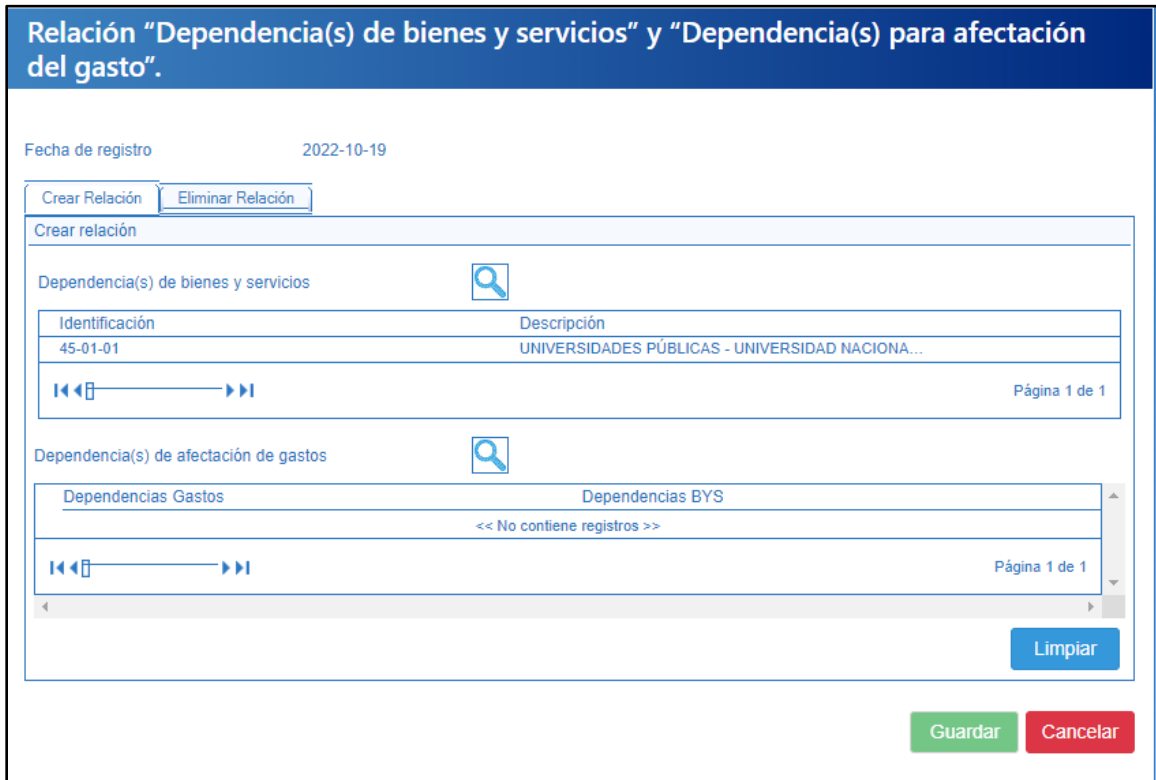 Relación “Dependencia(s) de bienes y servicios” y “Dependencia(s) para afectación
del gasto”.
Fecha de registro 2022-10-19
Crear Relación Eliminar Relación
Crear relación
Dependencia(s) de bienes y servicios
Identificación Descripción
45-01-01 UNIVERSIDADES PÚBLICAS - UNIVERSIDAD NACIONA...
Página 1 de 1
Dependencia(s) de afectación de gastos
Dependencias Gastos Dependencias BYS
<< No contiene registros >>
Página 1 de 1
Limpiar
Guardar Cancelar